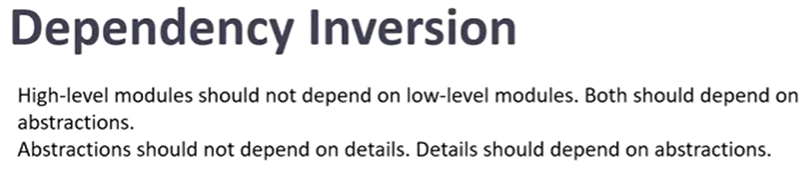 Dependency Inversion
High-level modules should not depend on low-level modules. Both should depend on
abstractions.
Abstractions should not depend on details. Details should depend on abstractions.